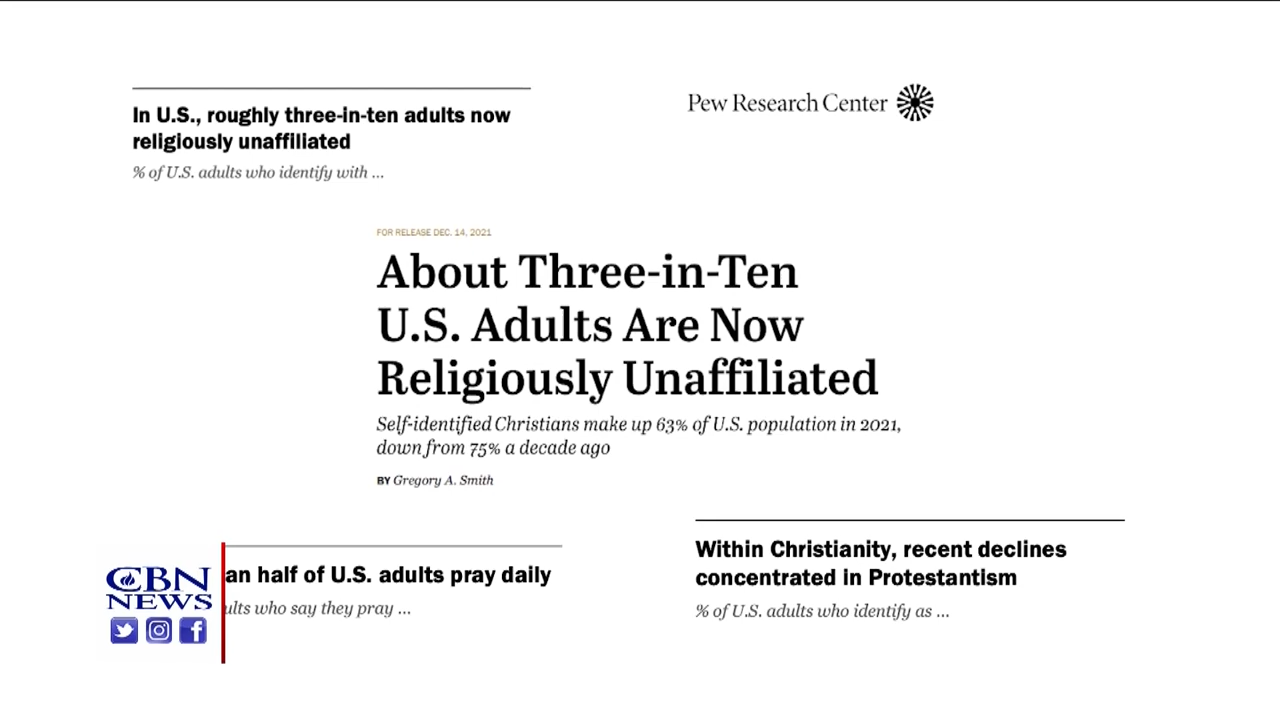 In U.S., roughly three-in-ten adults now
religiously unaffiliated
% of U.S. adults who identify with ...
Pew Research Center
FOR RELEASE DEC. 14, 2021
About Three-in-Ten
U.S. Adults Are Now
Religiously Unaffiliated
Self-identified Christians make up 63% of U.S. population in 2021,
down from 75% a decade ago
BY Gregory A. Smith
an half of U.S. adults pray daily
ults who say they pray ...
Within Christianity, recent declines
concentrated in Protestantism
% of U.S. adults who identify as ...
CBN
NEWS